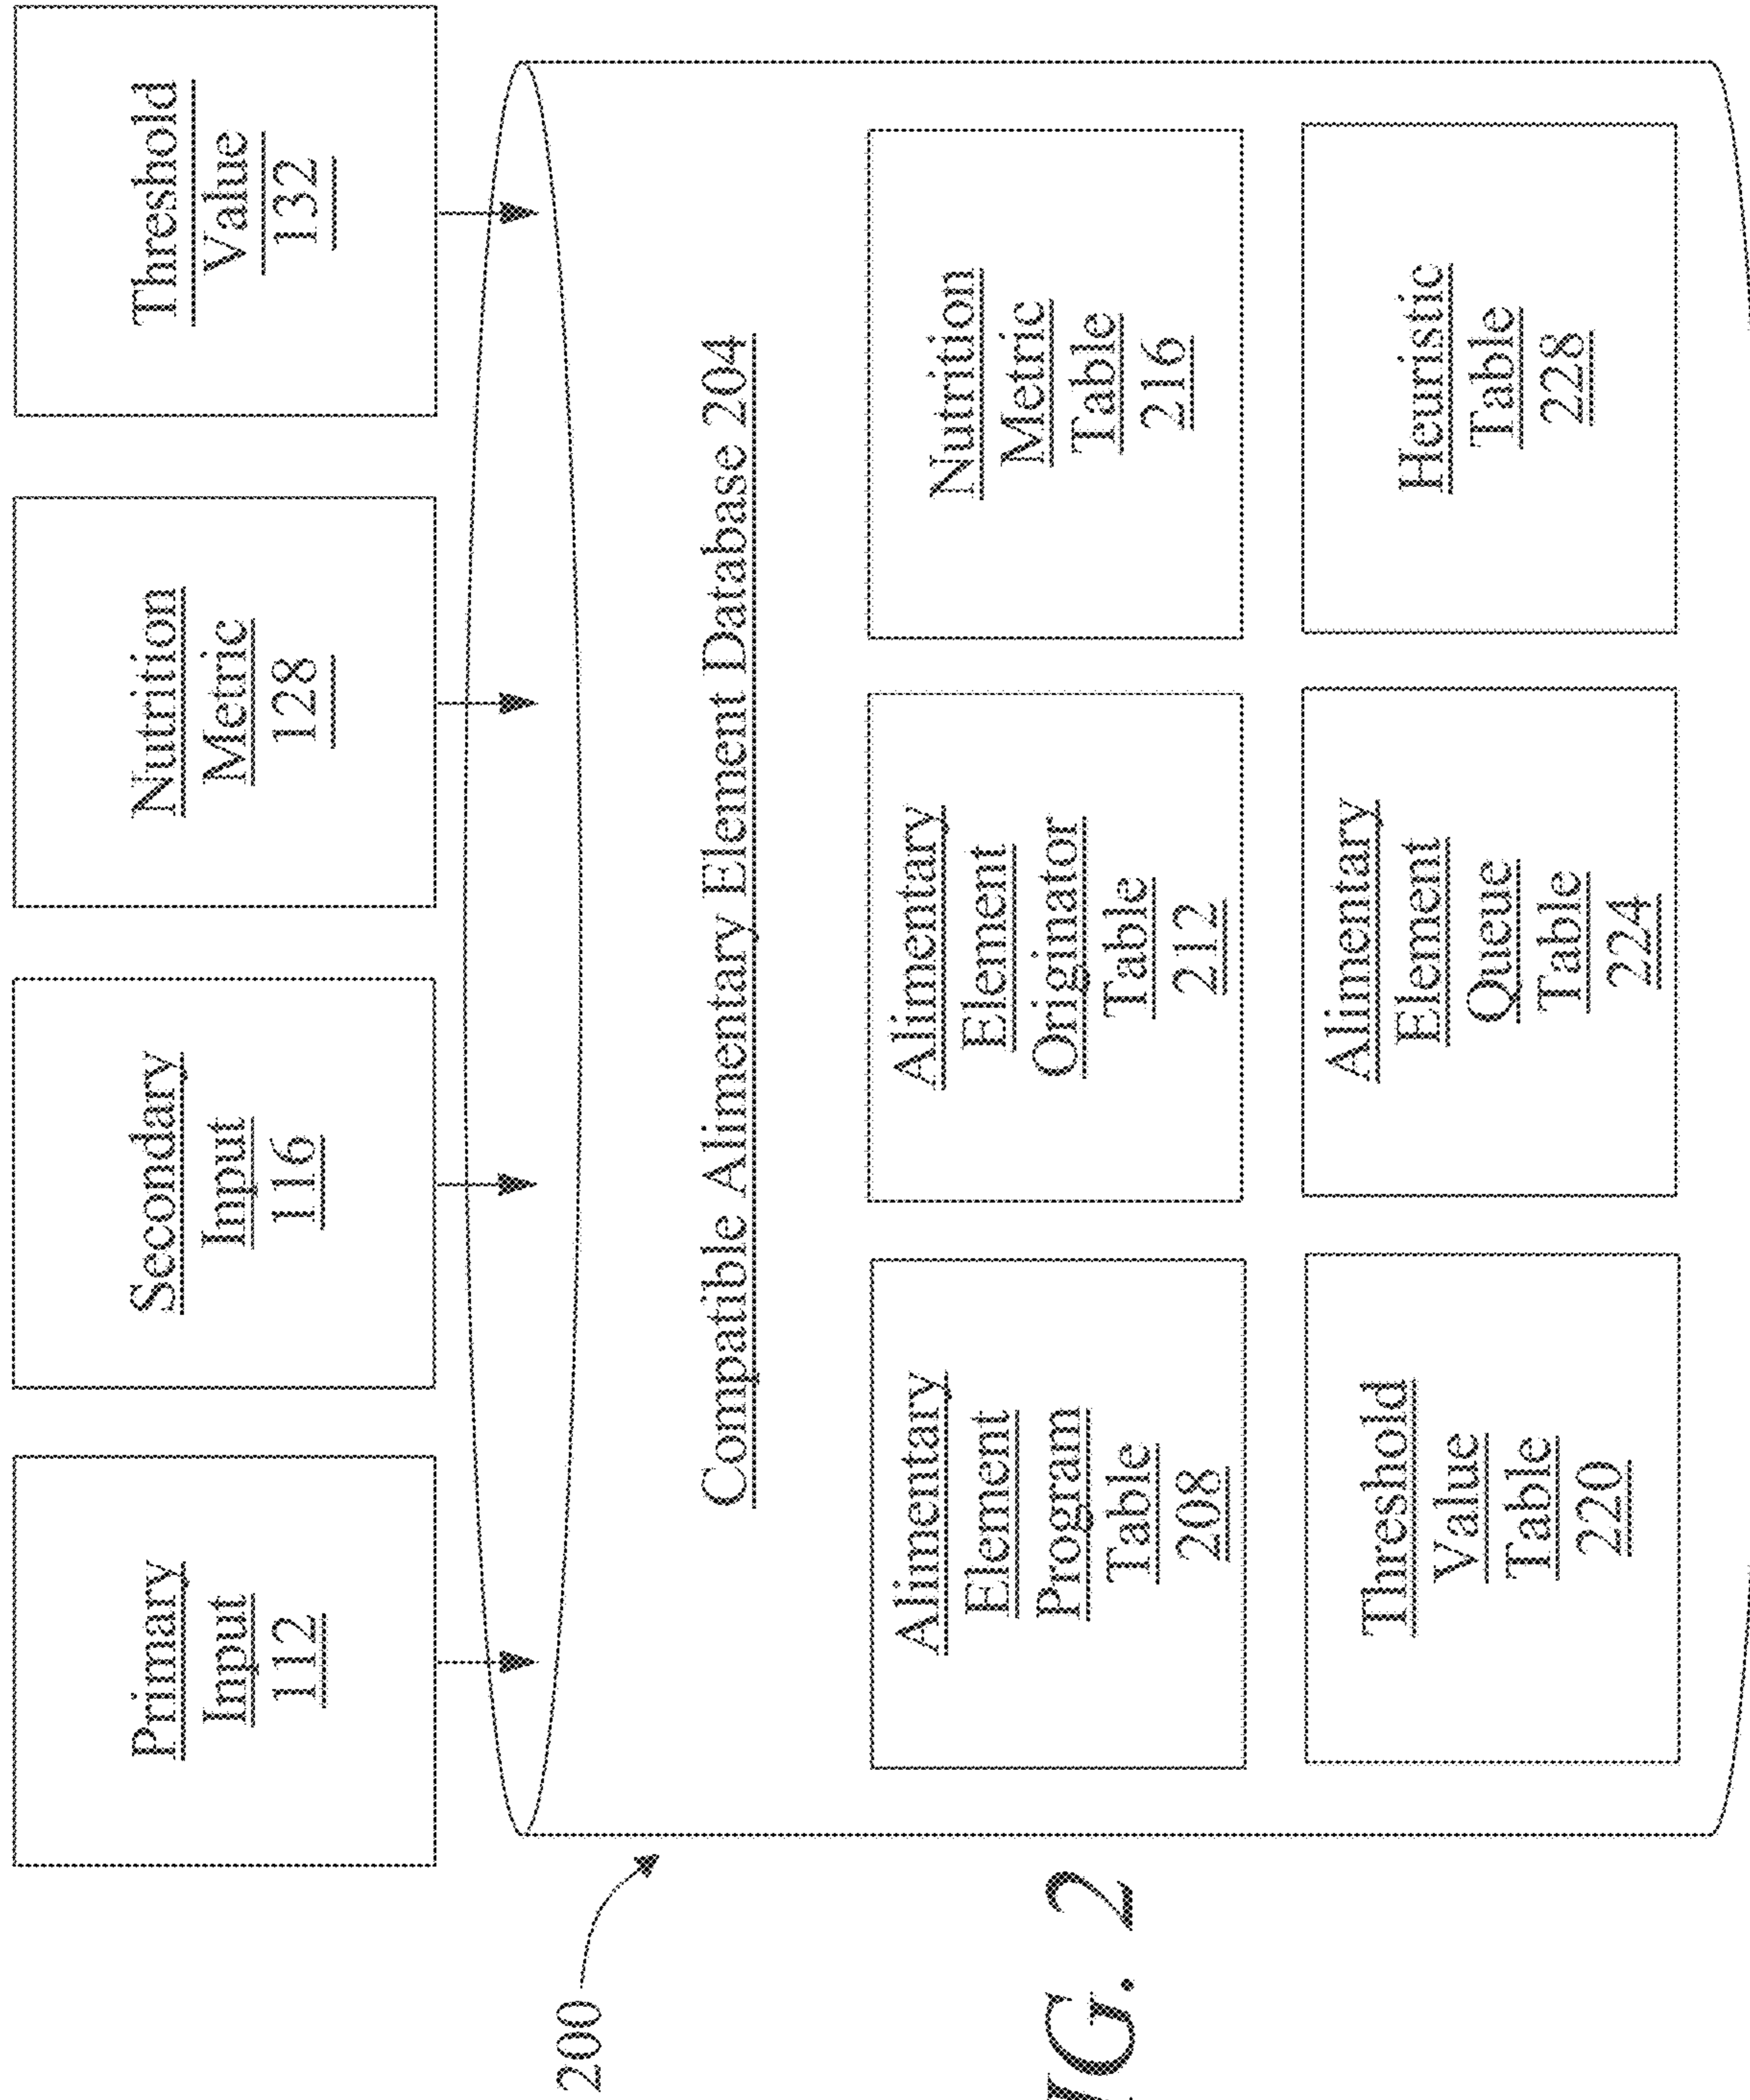 Primary
Input
112
Secondary
Input
116
Nutrition
Metric
128
Threshold
Value
132
200
Compatible Alimentary Element Database 204
Alimentary
Element
Program
Table
208
Alimentary
Element
Originator
Table
212
Nutrition
Metric
Table
216
Threshold
Value
Table
220
Alimentary
Element
Queue
Table
224
Heuristic
Table
228
IG. 2